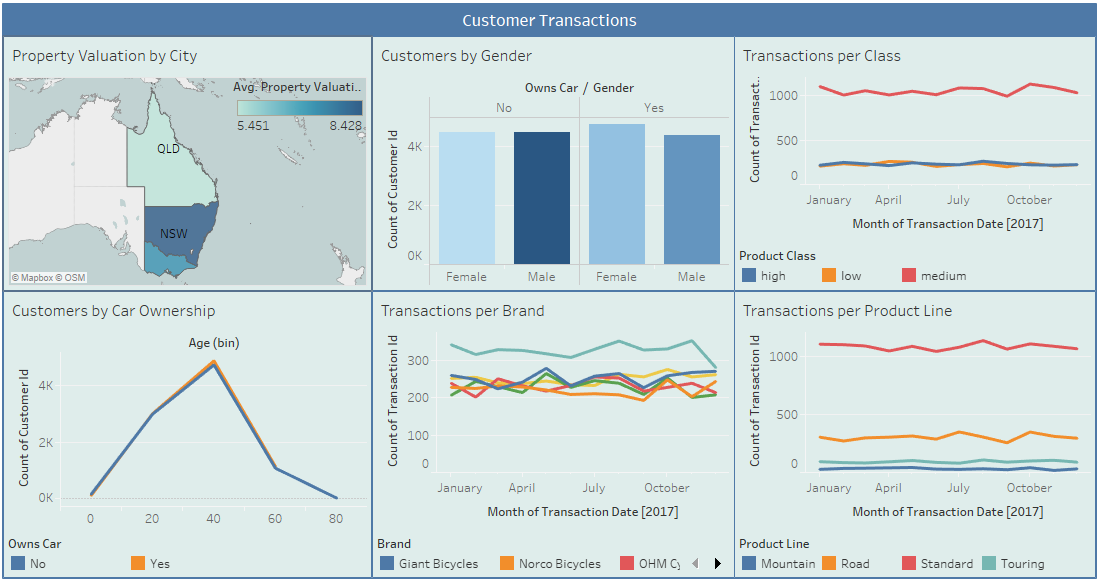 Customer Transactions
Property Valuation by City
Avg. Property Valuati..
5.451 8.428
QLD
NSW
© Mapbox © OSM
Customers by Gender
Owns Car / Gender
No Yes
Count of Customer Id
4K
2K
0K
Female Male Female Male
Transactions per Class
Count of Transact..
1000
500
0
January April July October
Month of Transaction Date [2017]
Product Class
high low medium
Customers by Car Ownership
Age (bin)
Count of Customer Id
4K
2K
0K
0 20 40 60 80
Owns Car
No Yes
Transactions per Brand
Count of Transaction Id
300
200
100
0
January April July October
Month of Transaction Date [2017]
Brand
Giant Bicycles Norco Bicycles OHM Cy
Transactions per Product Line
Count of Transaction Id
1000
500
0
January April July October
Month of Transaction Date [2017]
Product Line
Mountain Road Standard Touring